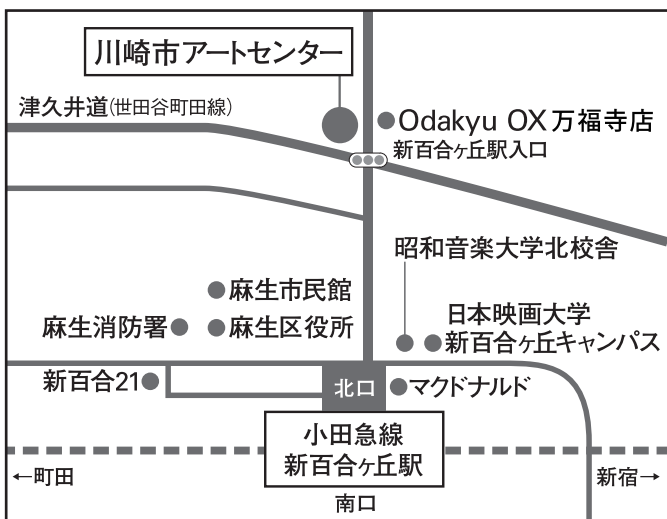 川崎市アートセンター
津久井道(世田谷町田線)
Odakyu OX 万福寺店
新百合ヶ丘駅入口
昭和音楽大学北校舎
麻生市民館
麻生消防署
麻生区役所
日本映画大学
新百合ヶ丘キャンパス
新百合21
北口
マクドナルド
小田急線
新百合ヶ丘駅
←町田
新宿→
南口